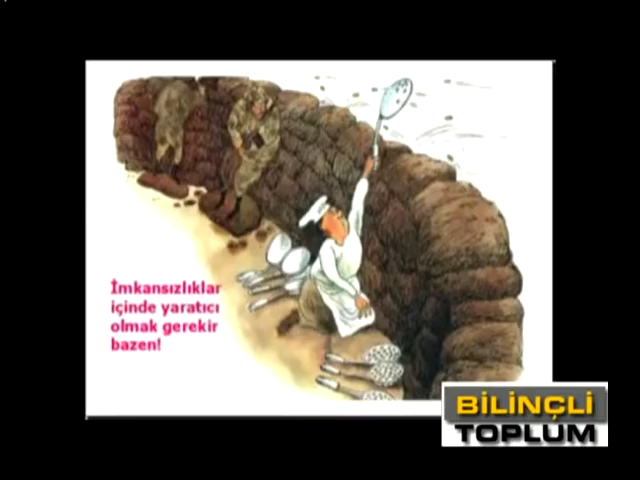 İmkansızlıklar
içinde yaratıcı
olmak gerekir
bazen!
BİLİNÇLİ
TOPLUM